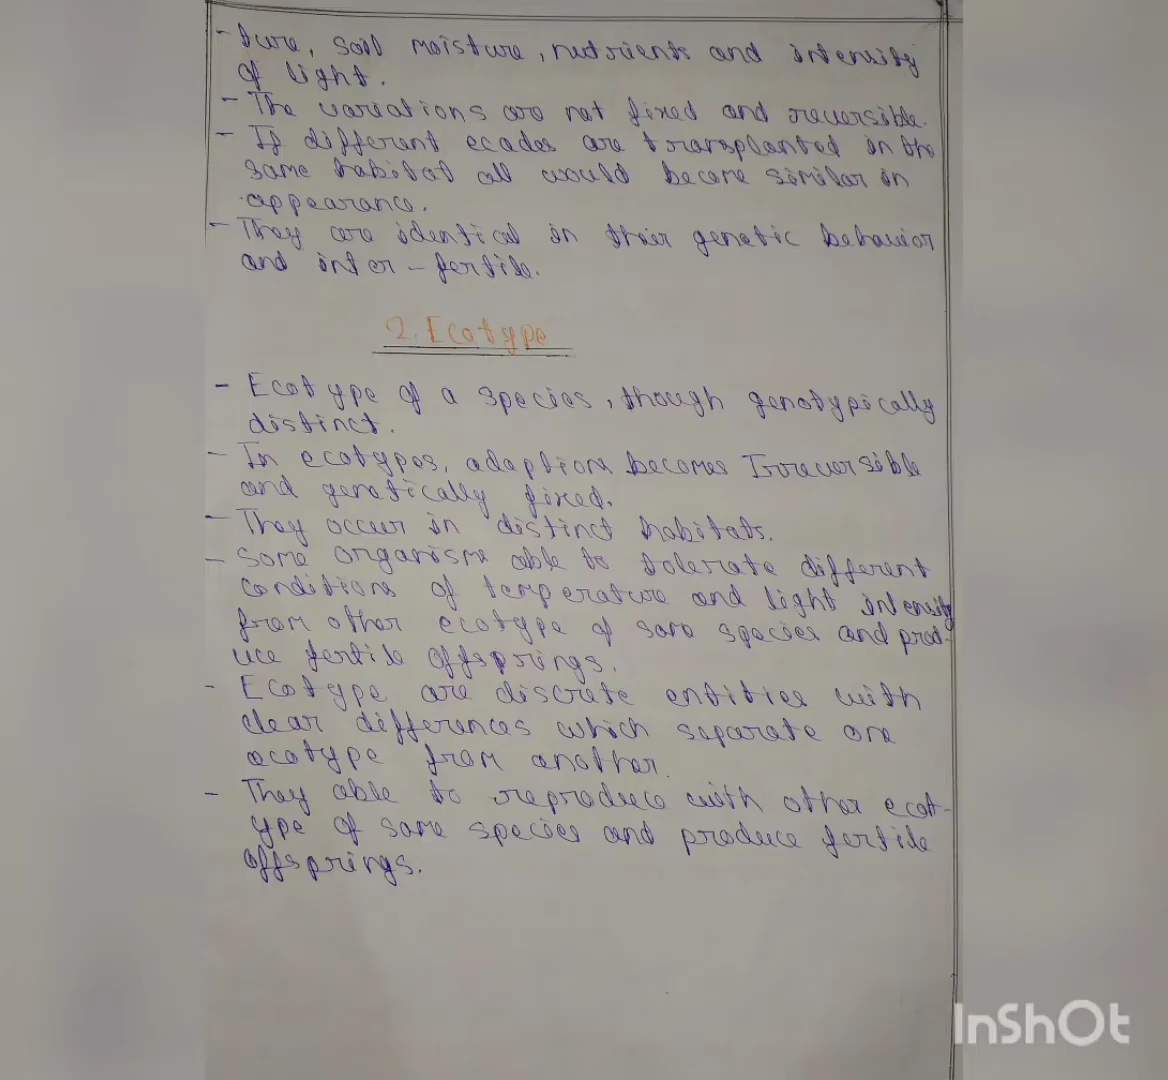 - ture, soil moisture, nutrients and intensity
of light.
- The variations are not fixed and reversible.
- If different ecades are transplanted in the
same habitat all would become similar in
appearance.
- They are identical in their genetic behavior
and inter-fertile.
2. Ecotype
- Ecotype of a species, though genotypically
distinct.
- In ecotypes, adaptions becomes Irreversible
and genetically fixed.
- They occur in distinct habitats.
- Some organisms able to tolerate different
conditions of temperature and light intensity
from other ecotype of same species and prod-
uce fertile offsprings.
- Ecotype are discrete entities with
clear differences which separate one
ecotype from another.
- They able to reproduce with other ecot-
ype of same species and produce fertile
offsprings.
InShOt